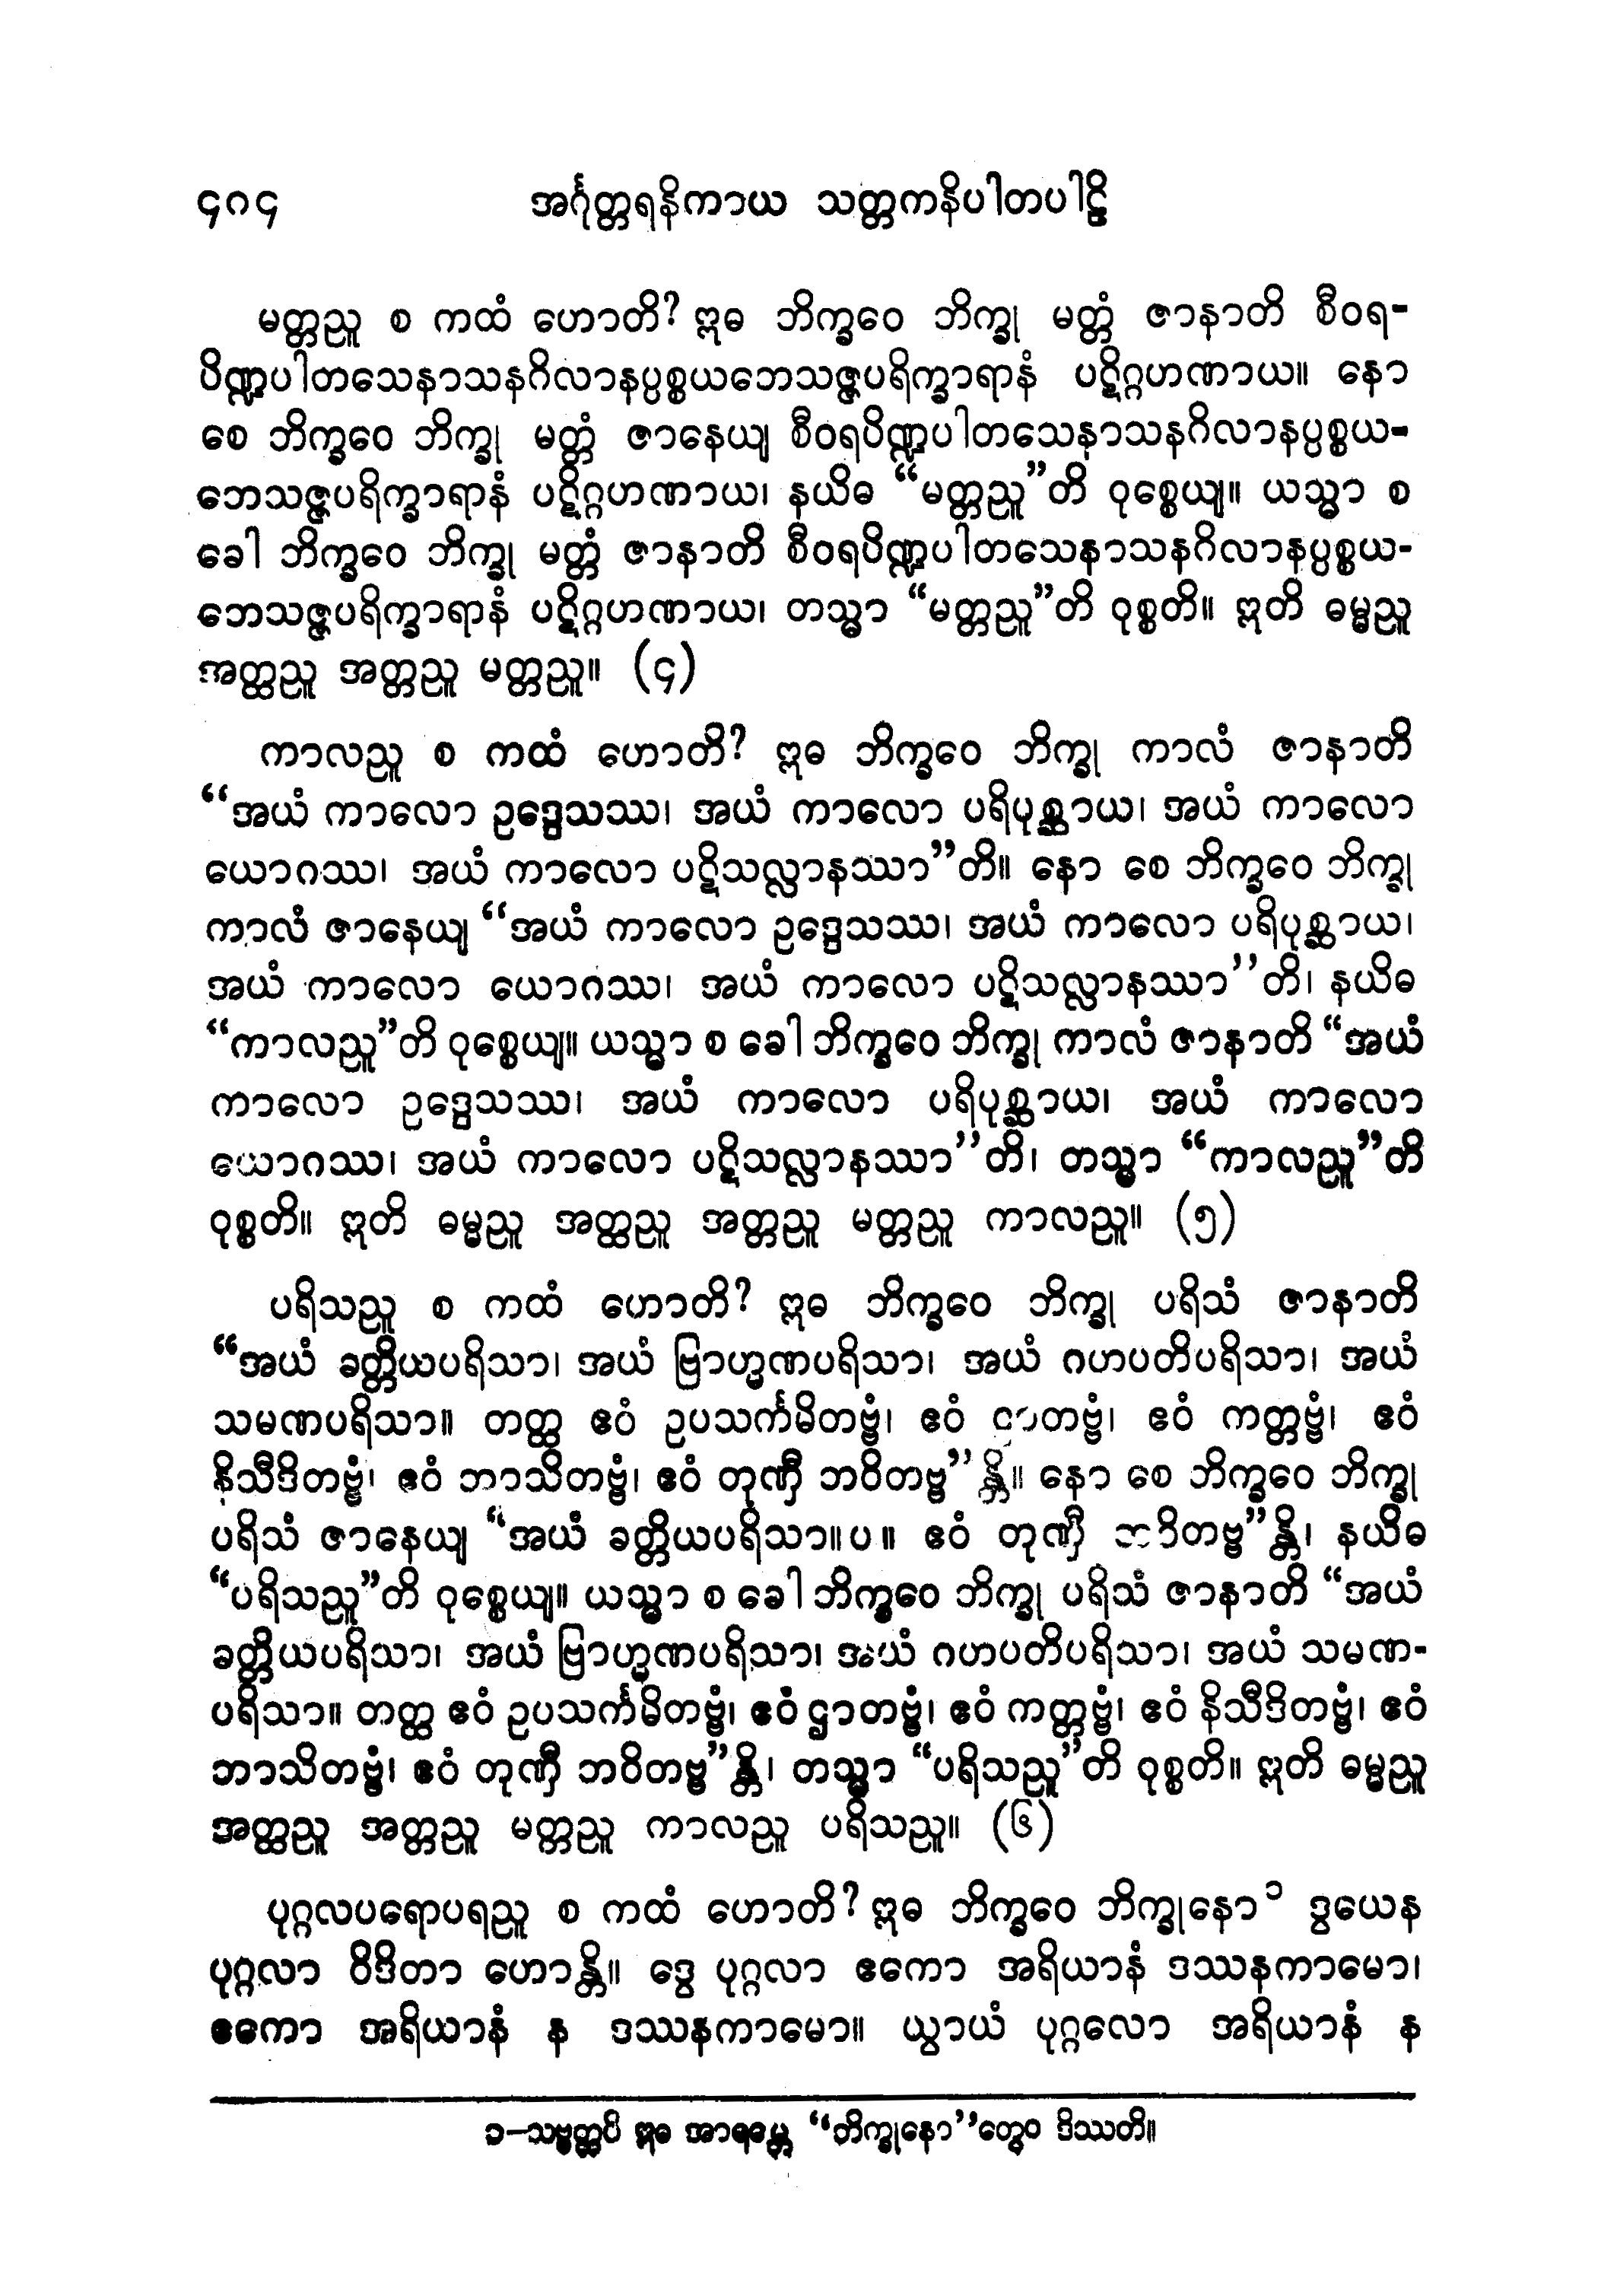 ၄၈၄ အင်္ဂုတ္တရနိကာယ သတ္တကနိပါတပါဠိ
မတ္တညူ စ ကထံ ဟောတိ? ဣဓ ဘိက္ခဝေ ဘိက္ခု မတ္တံ ဇာနာတိ စီဝရ-
ပိဏ္ဍပါတသေနာသနဂိလာနပ္ပစ္စယဘေသဇ္ဇပရိက္ခာရာနံ ပဋိဂ္ဂဟဏာယ။ နော
စေ ဘိက္ခဝေ ဘိက္ခု မတ္တံ ဇာနေယျ စီဝရပိဏ္ဍပါတသေနာသနဂိလာနပ္ပစ္စယ-
ဘေသဇ္ဇပရိက္ခာရာနံ ပဋိဂ္ဂဟဏာယ၊ နယိဓ “မတ္တညူ”တိ ဝုစ္စေယျ။ ယသ္မာ စ
ခေါ ဘိက္ခဝေ ဘိက္ခု မတ္တံ ဇာနာတိ စီဝရပိဏ္ဍပါတသေနာသနဂိလာနပ္ပစ္စယ-
ဘေသဇ္ဇပရိက္ခာရာနံ ပဋိဂ္ဂဟဏာယ၊ တသ္မာ “မတ္တညူ”တိ ဝုစ္စတိ။ ဣတိ ဓမ္မညူ
အတ္ထညူ အတ္တညူ မတ္တညူ။ (၄)
ကာလညူ စ ကထံ ဟောတိ? ဣဓ ဘိက္ခဝေ ဘိက္ခု ကာလံ ဇာနာတိ
“အယံ ကာလော ဥဒ္ဒေသဿ၊ အယံ ကာလော ပရိပုစ္ဆာယ၊ အယံ ကာလော
ယောဂဿ၊ အယံ ကာလော ပဋိသလ္လာနဿာ”တိ။ နော စေ ဘိက္ခဝေ ဘိက္ခု
ကာလံ ဇာနေယျ “အယံ ကာလော ဥဒ္ဒေသဿ၊ အယံ ကာလော ပရိပုစ္ဆာယ၊
အယံ ကာလော ယောဂဿ၊ အယံ ကာလော ပဋိသလ္လာနဿာ”တိ၊ နယိဓ
“ကာလညူ”တိ ဝုစ္စေယျ။ ယသ္မာ စ ခေါ ဘိက္ခဝေ ဘိက္ခု ကာလံ ဇာနာတိ “အယံ
ကာလော ဥဒ္ဒေသဿ၊ အယံ ကာလော ပရိပုစ္ဆာယ၊ အယံ ကာလော
ယောဂဿ၊ အယံ ကာလော ပဋိသလ္လာနဿာ”တိ၊ တသ္မာ “ကာလညူ”တိ
ဝုစ္စတိ။ ဣတိ ဓမ္မညူ အတ္ထညူ အတ္တညူ မတ္တညူ ကာလညူ။ (၅)
ပရိသညူ စ ကထံ ဟောတိ? ဣဓ ဘိက္ခဝေ ဘိက္ခု ပရိသံ ဇာနာတိ
“အယံ ခတ္တိယပရိသာ၊ အယံ ဗြာဟ္မဏပရိသာ၊ အယံ ဂဟပတိပရိသာ၊ အယံ
သမဏပရိသာ။ တတ္ထ ဧဝံ ဥပသင်္ကမိတဗ္ဗံ၊ ဧဝံ ဌာတဗ္ဗံ၊ ဧဝံ ကတ္တဗ္ဗံ၊ ဧဝံ
နိသီဒိတဗ္ဗံ၊ ဧဝံ ဘာသိတဗ္ဗံ၊ ဧဝံ တုဏှီ ဘဝိတဗ္ဗ”န္တိ။ နော စေ ဘိက္ခဝေ ဘိက္ခု
ပရိသံ ဇာနေယျ “အယံ ခတ္တိယပရိသာ။ပ။ ဧဝံ တုဏှီ ဘဝိတဗ္ဗ”န္တိ၊ နယိဓ
“ပရိသညူ”တိ ဝုစ္စေယျ။ ယသ္မာ စ ခေါ ဘိက္ခဝေ ဘိက္ခု ပရိသံ ဇာနာတိ “အယံ
ခတ္တိယပရိသာ၊ အယံ ဗြာဟ္မဏပရိသာ၊ အယံ ဂဟပတိပရိသာ၊ အယံ သမဏ-
ပရိသာ။ တတ္ထ ဧဝံ ဥပသင်္ကမိတဗ္ဗံ၊ ဧဝံ ဌာတဗ္ဗံ၊ ဧဝံ ကတ္တဗ္ဗံ၊ ဧဝံ နိသီဒိတဗ္ဗံ၊ ဧဝံ
ဘာသိတဗ္ဗံ၊ ဧဝံ တုဏှီ ဘဝိတဗ္ဗ”န္တိ၊ တသ္မာ “ပရိသညူ”တိ ဝုစ္စတိ။ ဣတိ ဓမ္မညူ
အတ္ထညူ အတ္တညူ မတ္တညူ ကာလညူ ပရိသညူ။ (၆)
ပုဂ္ဂလပရောပရညူ စ ကထံ ဟောတိ? ဣဓ ဘိက္ခဝေ ဘိက္ခုနော၁ ဒွယေန
ပုဂ္ဂလာ ဝိဒိတာ ဟောန္တိ။ ဒွေ ပုဂ္ဂလာ ဧကော အရိယာနံ ဒဿနကာမော၊
ဧကော အရိယာနံ န ဒဿနကာမော။ ယွာယံ ပုဂ္ဂလော အရိယာနံ န
၁–သဗ္ဗတ္ထပိ ဣဓ အာရမ္ဘေ “ဘိက္ခုနော”တွေဝ ဒိဿတိ။